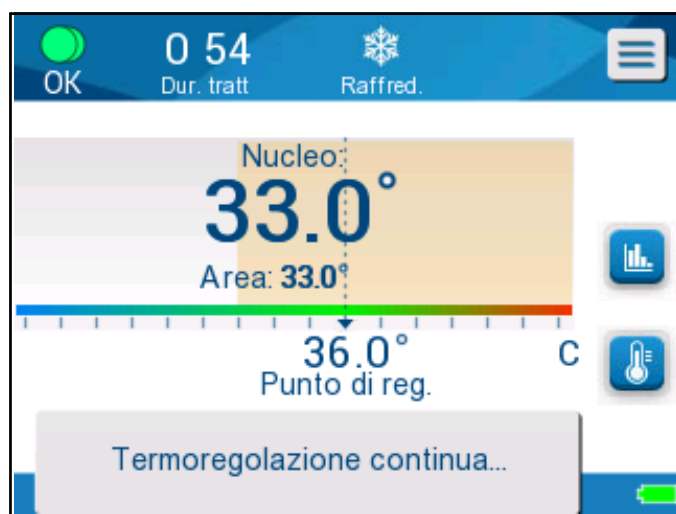 OK
0 54
Dur. tratt
Raffred.
Nucleo:
33.0°
Area: 33.0°
36.0°
C
Punto di reg.
Termoregolazione continua...